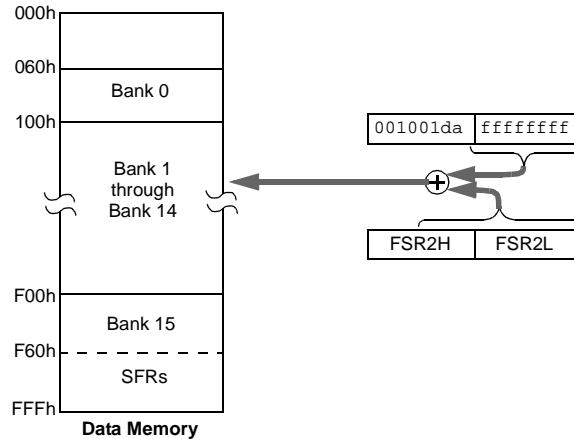 000h
060h
Bank 0
100h
001001da ffffffff
Bank 1
through
Bank 14
FSR2H FSR2L
F00h
Bank 15
F60h
SFRs
FFFh
Data Memory